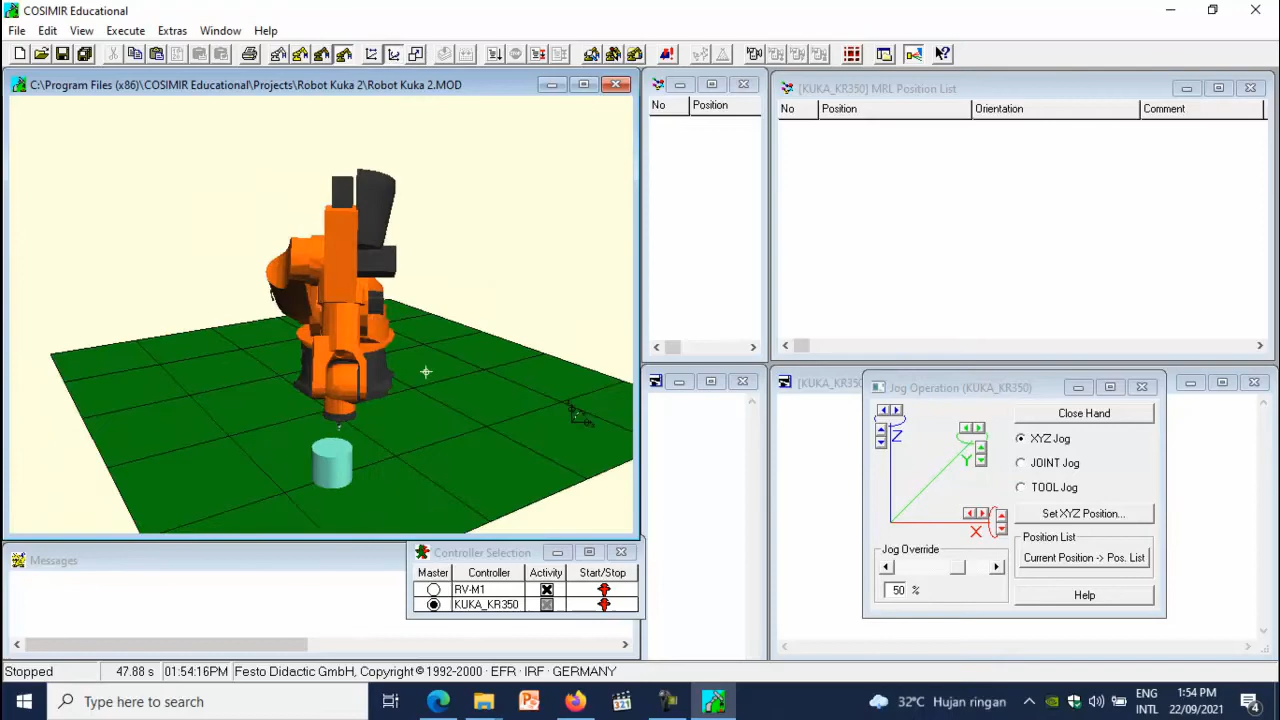 COSIMIR Educational
File Edit View Execute Extras Window Help
C:\Program Files (x86)\COSIMIR Educational\Projects\Robot Kuka 2\Robot Kuka 2.MOD
No Position
[KUKA_KR350] MRL Position List
No Position Orientation Comment
[KUKA_KR350
Jog Operation (KUKA_KR350)
Close Hand
Z
Y
X
XYZ Jog
JOINT Jog
TOOL Jog
Set XYZ Position...
Jog Override
50 %
Position List
Current Position -> Pos. List
Help
Messages
Controller Selection
Master Controller Activity Start/Stop
RV-M1
KUKA_KR350
Stopped 47.88 s 01:54:16PM Festo Didactic GmbH, Copyright © 1992-2000 · EFR · IRF · GERMANY
Type here to search
32°C Hujan ringan
ENG
INTL
1:54 PM
22/09/2021
4